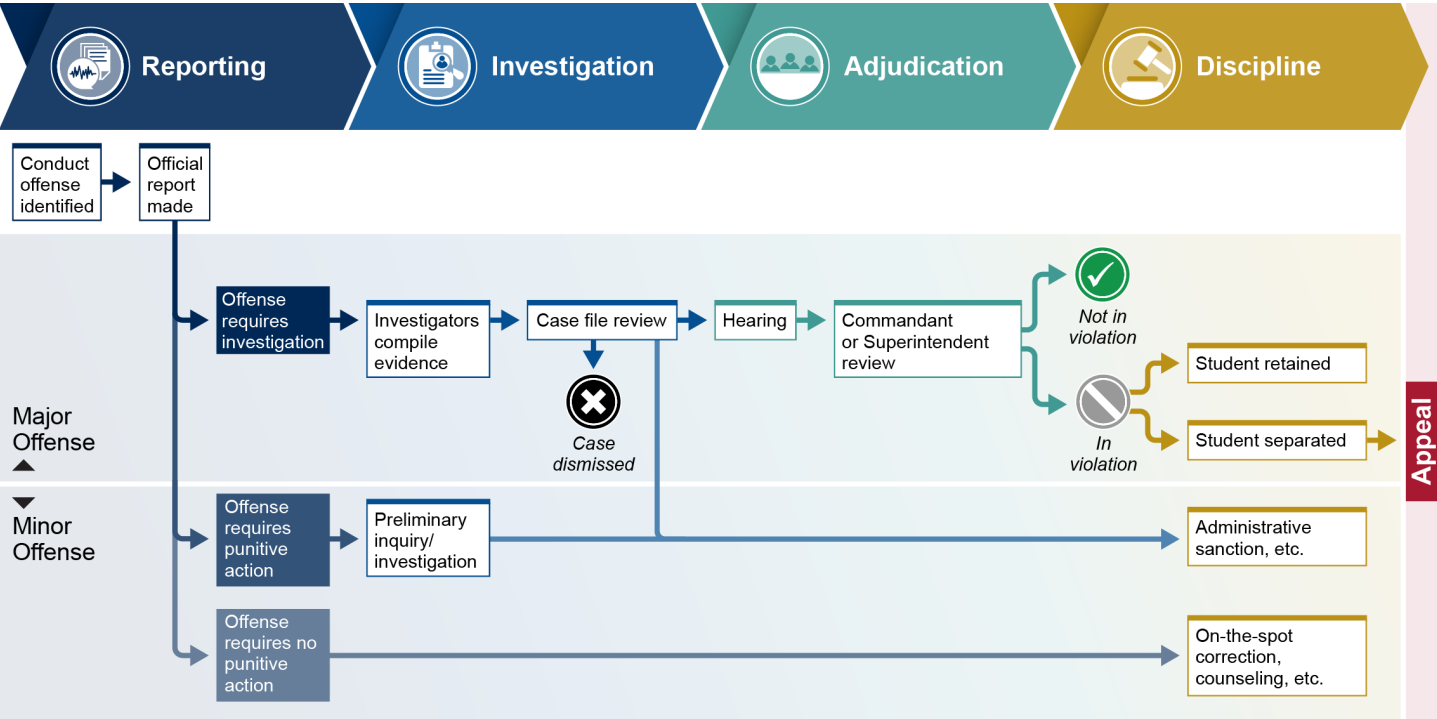 Reporting
Investigation
Adjudication
Discipline
Conduct
offense
identified
Official
report
made
Offense
requires
investigation
Investigators
compile
evidence
Case file review
Hearing
Commandant
or Superintendent
review
Not in
violation
Case
dismissed
In
violation
Student retained
Student separated
Appeal
Major
Offense
Minor
Offense
Offense
requires
punitive
action
Preliminary
inquiry/
investigation
Administrative
sanction, etc.
Offense
requires no
punitive
action
On-the-spot
correction,
counseling, etc.